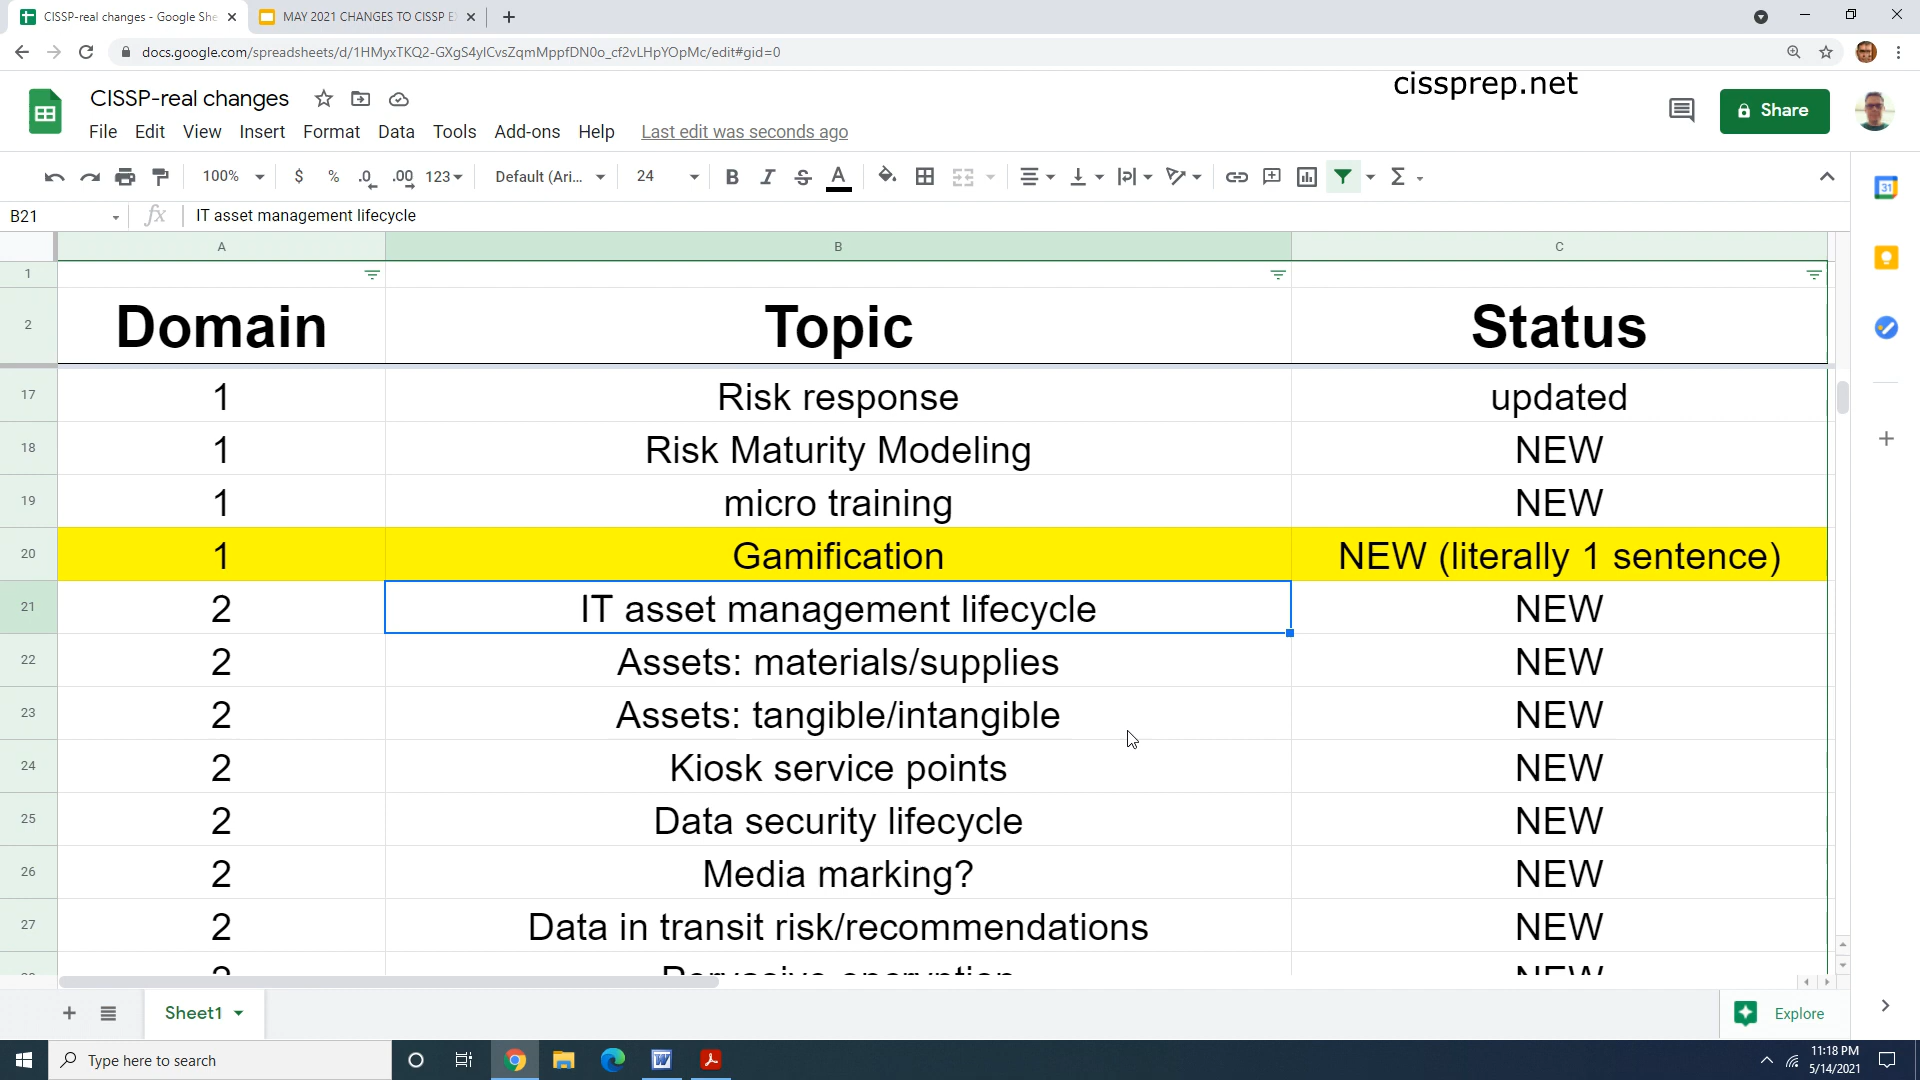 CISSP-real changes - Google She
MAY 2021 CHANGES TO CISSP E
docs.google.com/spreadsheets/d/1HMyxTKQ2-GXgS4ylCvsZqmMppfDN0o_cf2vLHpYOpMc/edit#gid=0
cissprep.net
CISSP-real changes
Share
File Edit View Insert Format Data Tools Add-ons Help Last edit was seconds ago
100% $ % .0 .00 123 Default (Ari... 24 B I S A Σ
B21 fx IT asset management lifecycle
A B C
1
2 Domain Topic Status
17 1 Risk response updated
18 1 Risk Maturity Modeling NEW
19 1 micro training NEW
20 1 Gamification NEW (literally 1 sentence)
21 2 IT asset management lifecycle NEW
22 2 Assets: materials/supplies NEW
23 2 Assets: tangible/intangible NEW
24 2 Kiosk service points NEW
25 2 Data security lifecycle NEW
26 2 Media marking? NEW
27 2 Data in transit risk/recommendations NEW
2 Pervasive encryption NEW
Sheet1
Explore
Type here to search
11:18 PM
5/14/2021